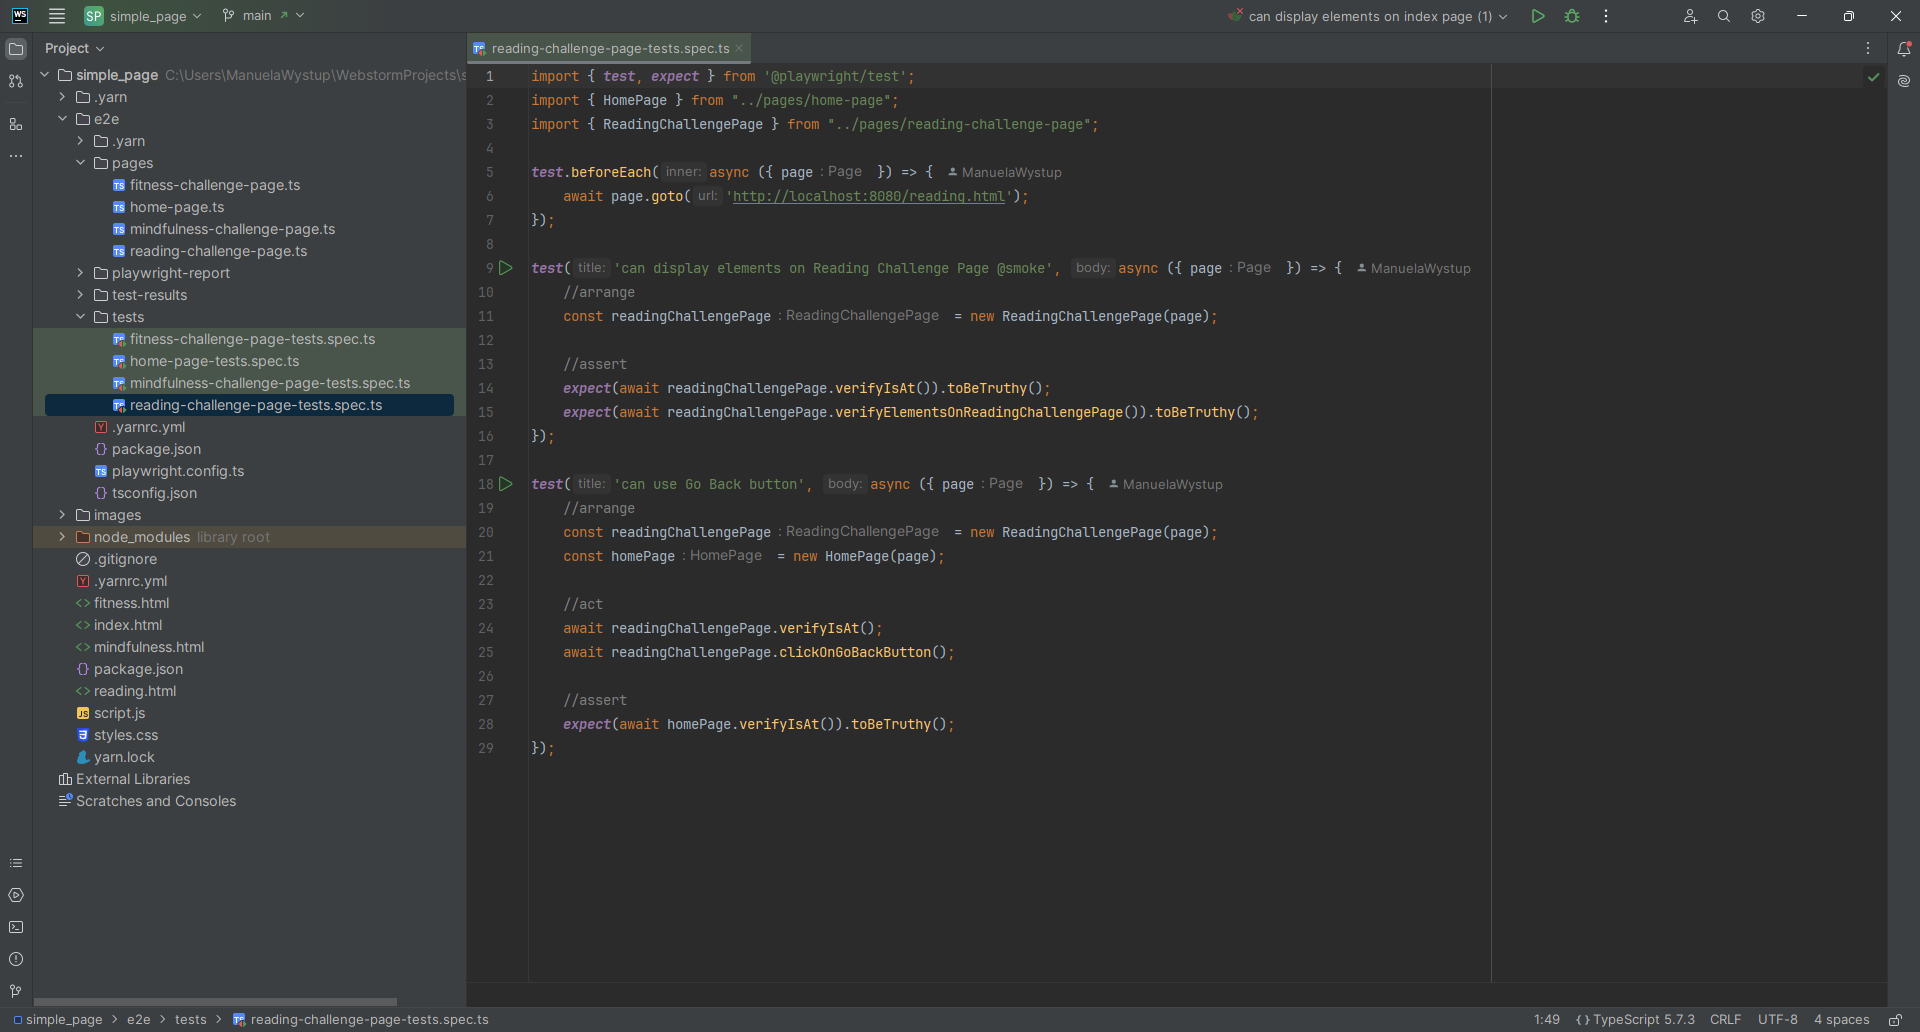 WS SP simple_page main can display elements on index page (1)
Project
simple_page C:\Users\ManuelaWystup\WebstormProjects\s
.yarn
e2e
.yarn
pages
TS fitness-challenge-page.ts
TS home-page.ts
TS mindfulness-challenge-page.ts
TS reading-challenge-page.ts
playwright-report
test-results
tests
fitness-challenge-page-tests.spec.ts
home-page-tests.spec.ts
mindfulness-challenge-page-tests.spec.ts
reading-challenge-page-tests.spec.ts
Y .yarnrc.yml
{} package.json
TS playwright.config.ts
{} tsconfig.json
images
node_modules library root
.gitignore
Y .yarnrc.yml
<> fitness.html
<> index.html
<> mindfulness.html
{} package.json
<> reading.html
JS script.js
styles.css
yarn.lock
External Libraries
Scratches and Consoles
reading-challenge-page-tests.spec.ts
1 import { test, expect } from '@playwright/test';
2 import { HomePage } from "../pages/home-page";
3 import { ReadingChallengePage } from "../pages/reading-challenge-page";
4
5 test.beforeEach( inner: async ({ page : Page }) => { ManuelaWystup
6 await page.goto( url: 'http://localhost:8080/reading.html');
7 });
8
9 test( title: 'can display elements on Reading Challenge Page @smoke', body: async ({ page : Page }) => { ManuelaWystup
10 //arrange
11 const readingChallengePage : ReadingChallengePage = new ReadingChallengePage(page);
12
13 //assert
14 expect(await readingChallengePage.verifyIsAt()).toBeTruthy();
15 expect(await readingChallengePage.verifyElementsOnReadingChallengePage()).toBeTruthy();
16 });
17
18 test( title: 'can use Go Back button', body: async ({ page : Page }) => { ManuelaWystup
19 //arrange
20 const readingChallengePage : ReadingChallengePage = new ReadingChallengePage(page);
21 const homePage : HomePage = new HomePage(page);
22
23 //act
24 await readingChallengePage.verifyIsAt();
25 await readingChallengePage.clickOnGoBackButton();
26
27 //assert
28 expect(await homePage.verifyIsAt()).toBeTruthy();
29 });
simple_page > e2e > tests > reading-challenge-page-tests.spec.ts 1:49 {} TypeScript 5.7.3 CRLF UTF-8 4 spaces